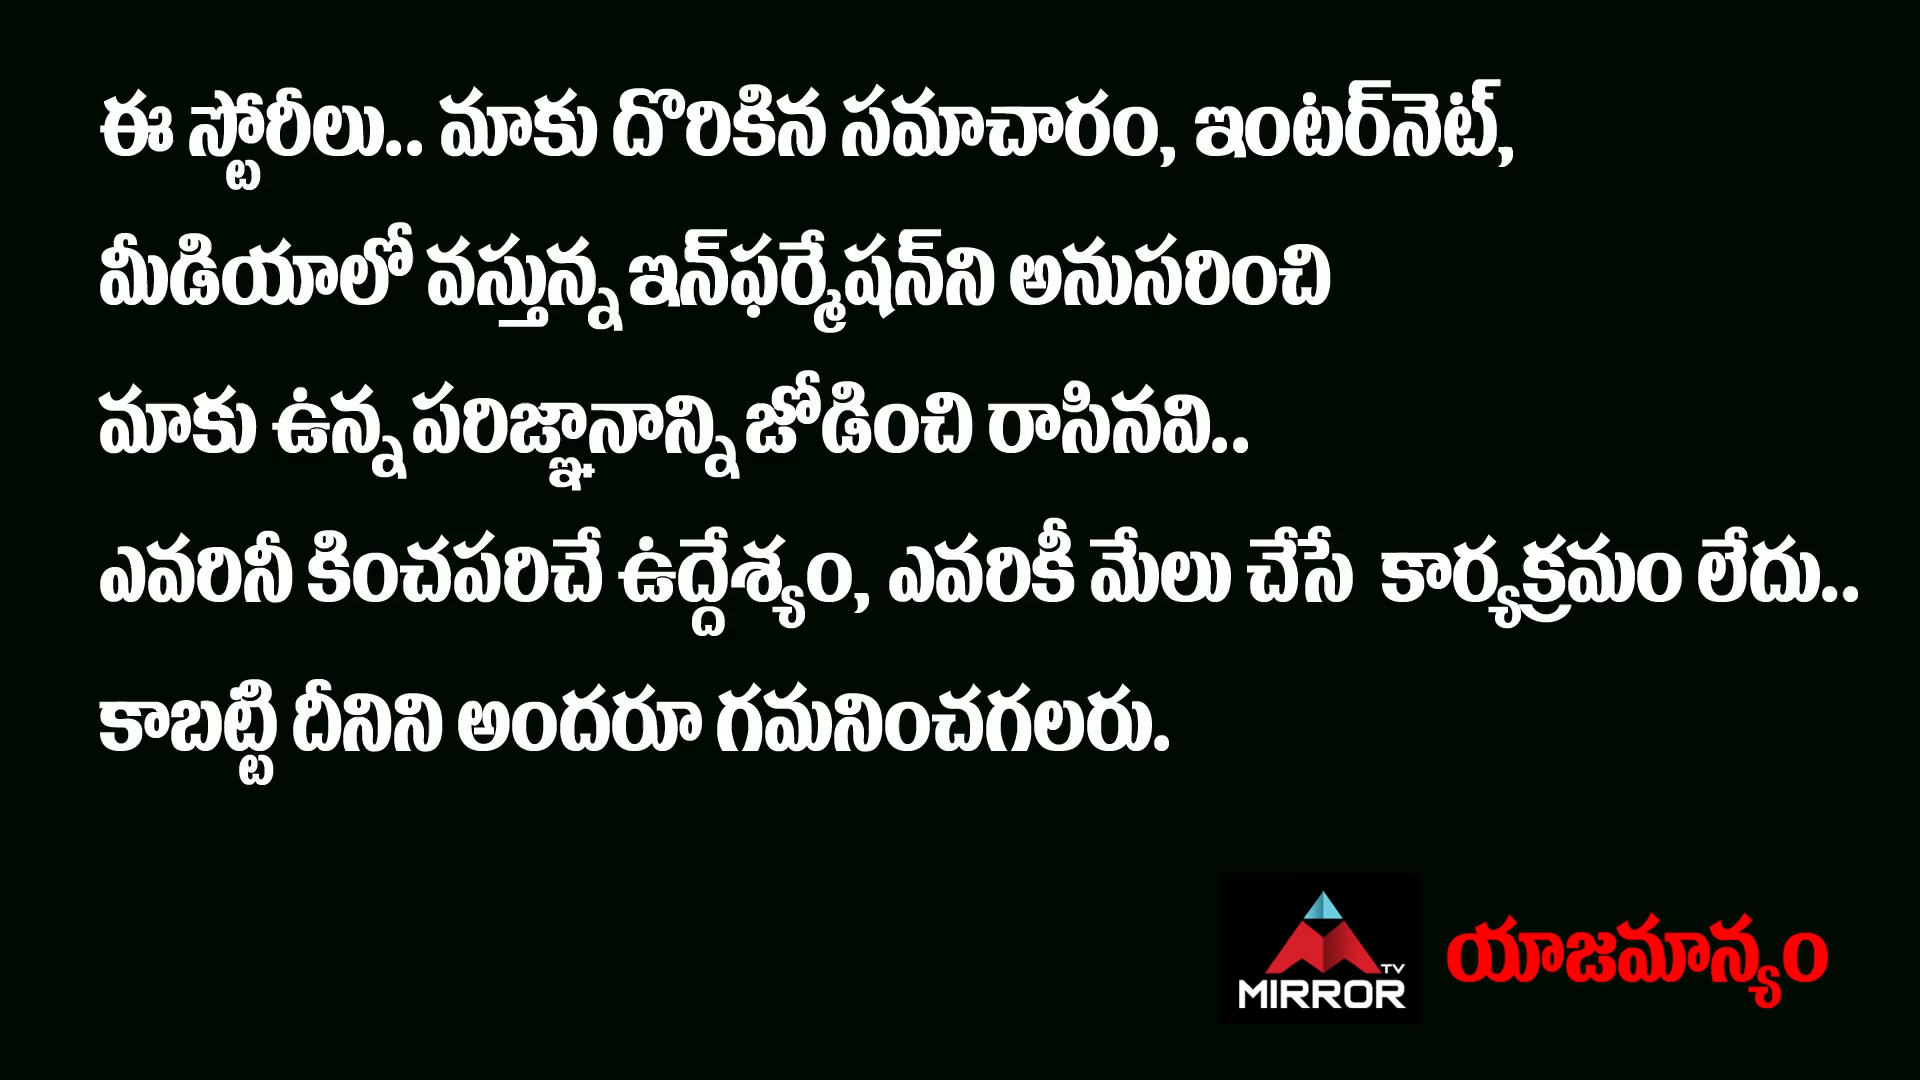 ఈ స్టోరీలు.. మాకు దొరికిన సమాచారం, ఇంటర్‌నెట్,
మీడియాలో వస్తున్న ఇన్‌ఫర్మేషన్‌ని అనుసరించి
మాకు ఉన్న పరిజ్ఞానాన్ని జోడించి రాసినవి..
ఎవరినీ కించపరిచే ఉద్దేశ్యం, ఎవరికీ మేలు చేసే కార్యక్రమం లేదు..
కాబట్టి దీనిని అందరూ గమనించగలరు.
TV
MIRROR
యాజమాన్యం